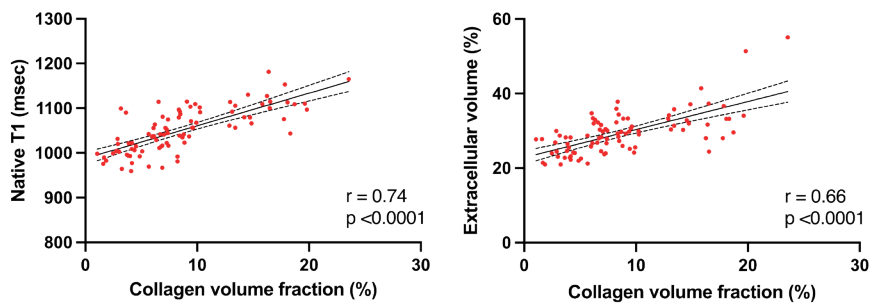 1300
1200
1100
1000
900
800
Native T1 (msec)
r = 0.74
p <0.0001
0
10
20
30
Collagen volume fraction (%)
60
40
20
0
Extracellular volume (%)
r = 0.66
p <0.0001
0
10
20
30
Collagen volume fraction (%)